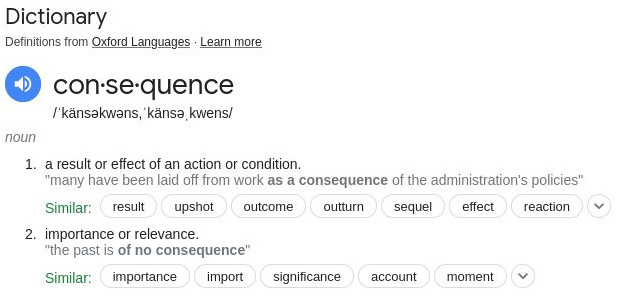 Dictionary
Definitions from Oxford Languages · Learn more
con·se·quence
/ˈkänsəkwəns,ˈkänsəˌkwens/
noun
1. a result or effect of an action or condition.
"many have been laid off from work as a consequence of the administration's policies"
Similar: result upshot outcome outturn sequel effect reaction
2. importance or relevance.
"the past is of no consequence"
Similar: importance import significance account moment